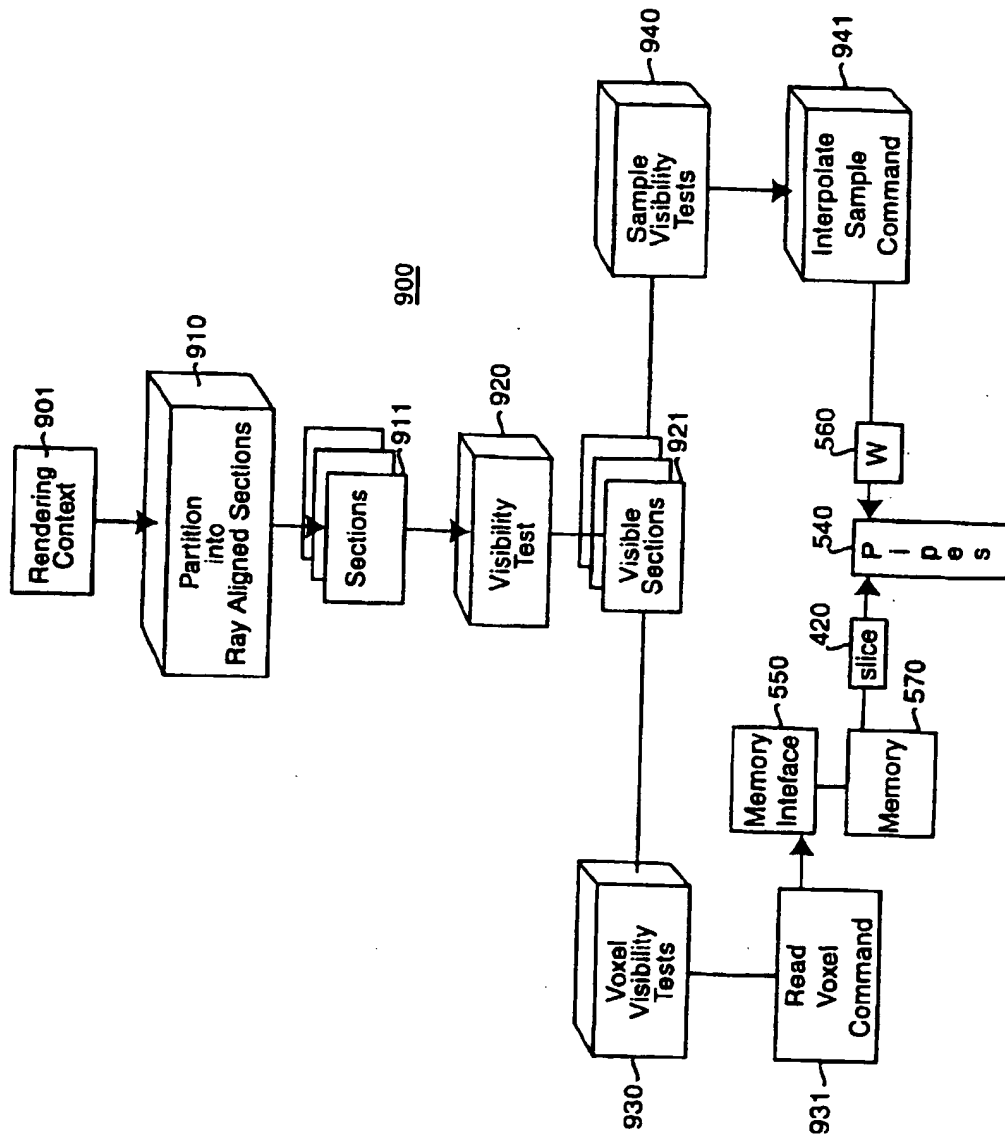 901
Rendering
Context
910
Partition
into
Ray Aligned Sections
911
Sections
900
920
Visibility
Test
921
Visible
Sections
930
Voxel
Visibility
Tests
940
Sample
Visibility
Tests
931
Read
Voxel
Command
941
Interpolate
Sample
Command
550
Memory
Inteface
570
Memory
420
slice
540
Pipes
560
W